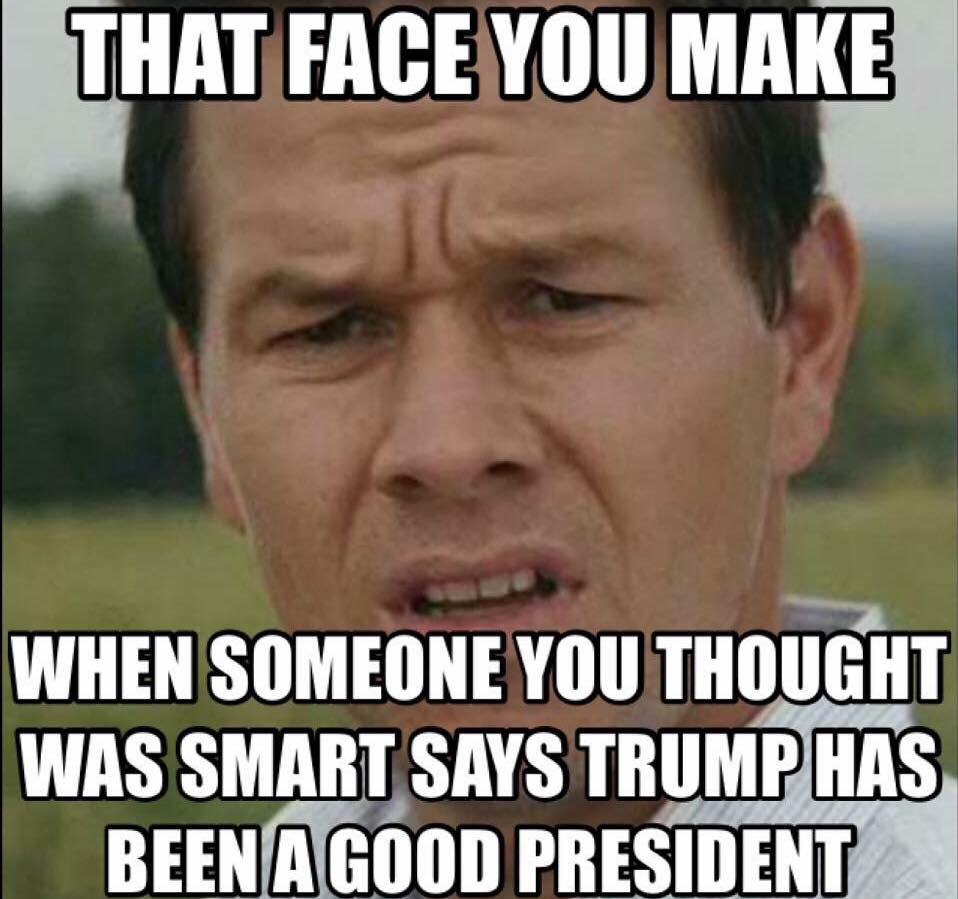 THAT FACE YOU MAKE
WHEN SOMEONE YOU THOUGHT
WAS SMART SAYS TRUMP HAS
BEEN A GOOD PRESIDENT